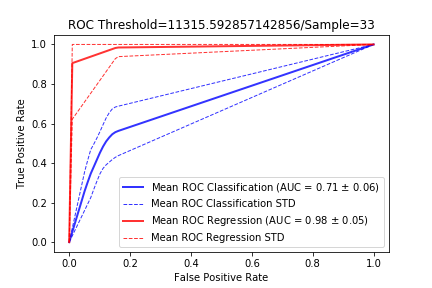 ROC Threshold=11315.592857142856/Sample=33
True Positive Rate
1.0
0.8
0.6
0.4
0.2
0.0
Mean ROC Classification (AUC = 0.71 ± 0.06)
Mean ROC Classification STD
Mean ROC Regression (AUC = 0.98 ± 0.05)
Mean ROC Regression STD
0.0 0.2 0.4 0.6 0.8 1.0
False Positive Rate